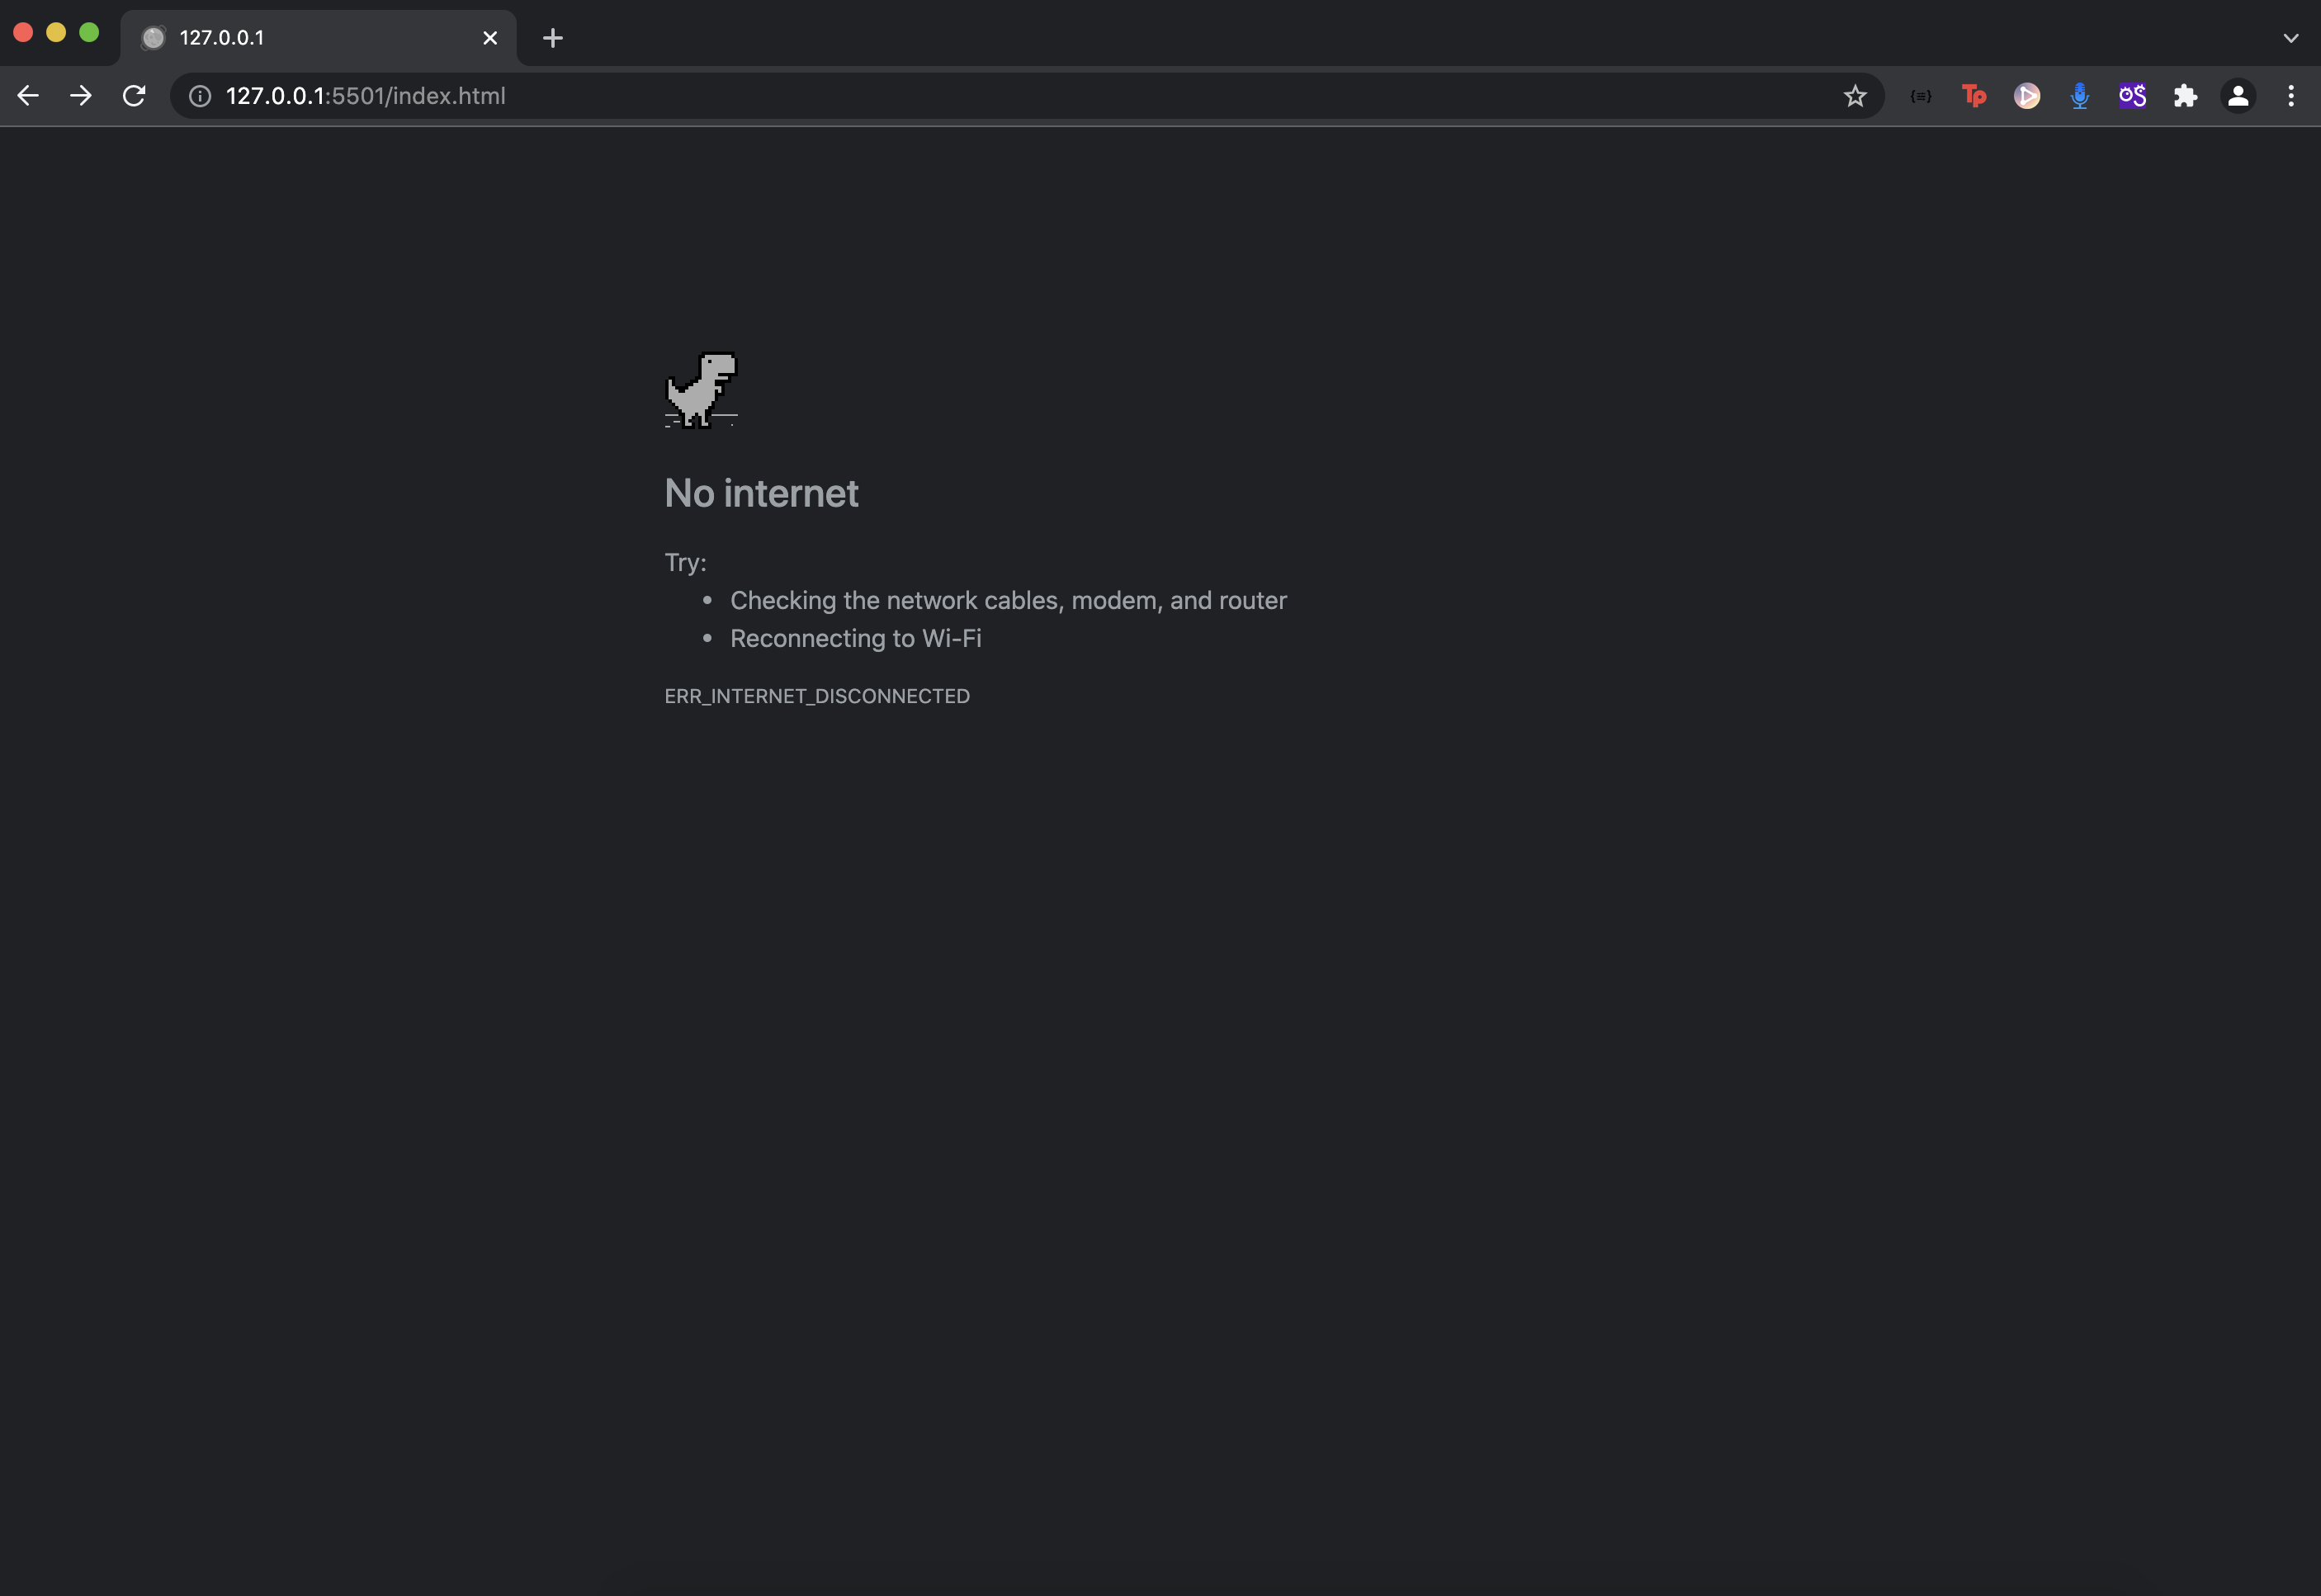 127.0.0.1
127.0.0.1:5501/index.html
{≡}
Tp
OS
No internet
Try:
Checking the network cables, modem, and router
Reconnecting to Wi-Fi
ERR_INTERNET_DISCONNECTED